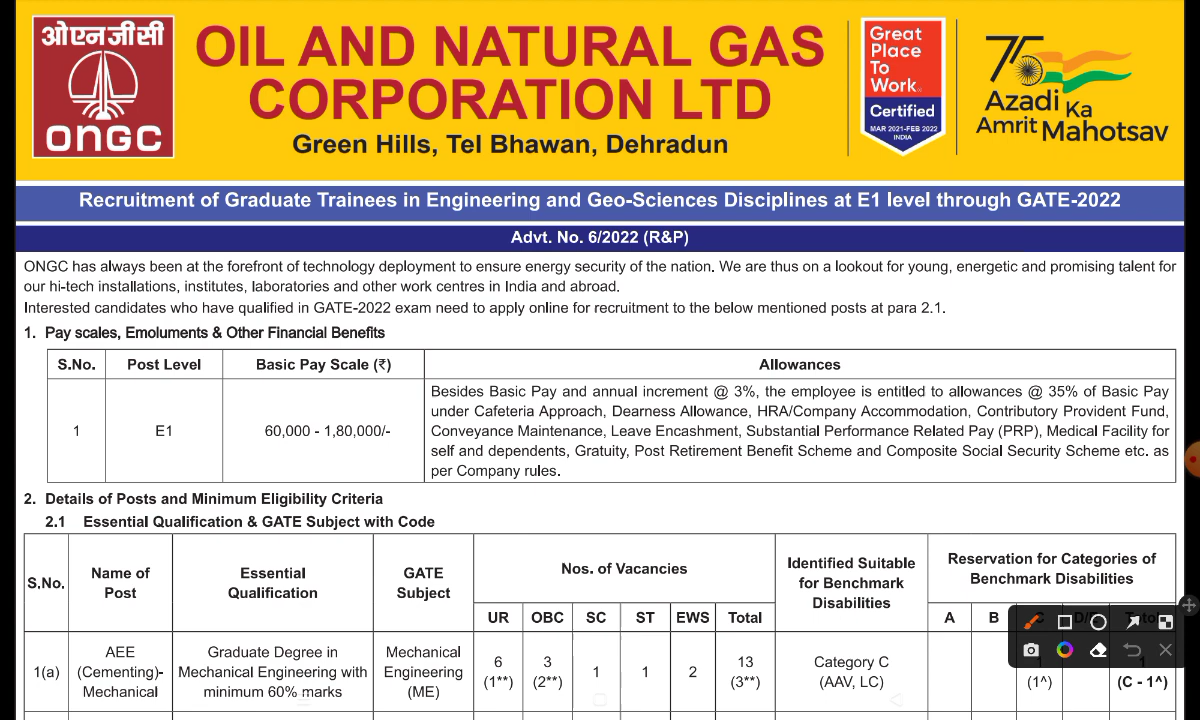 ओएनजीसी
ONGC
OIL AND NATURAL GAS
CORPORATION LTD
Green Hills, Tel Bhawan, Dehradun
Great
Place
To
Work
Certified
MAR 2021-FEB 2022
INDIA
75
Azadi Ka
Amrit Mahotsav
Recruitment of Graduate Trainees in Engineering and Geo-Sciences Disciplines at E1 level through GATE-2022
Advt. No. 6/2022 (R&P)
ONGC has always been at the forefront of technology deployment to ensure energy security of the nation. We are thus on a lookout for young, energetic and promising talent for
our hi-tech installations, institutes, laboratories and other work centres in India and abroad.
Interested candidates who have qualified in GATE-2022 exam need to apply online for recruitment to the below mentioned posts at para 2.1.
1. Pay scales, Emoluments & Other Financial Benefits
S.No. Post Level Basic Pay Scale (₹) Allowances
1 E1 60,000 - 1,80,000/-
Besides Basic Pay and annual increment @ 3%, the employee is entitled to allowances @ 35% of Basic Pay
under Cafeteria Approach, Dearness Allowance, HRA/Company Accommodation, Contributory Provident Fund,
Conveyance Maintenance, Leave Encashment, Substantial Performance Related Pay (PRP), Medical Facility for
self and dependents, Gratuity, Post Retirement Benefit Scheme and Composite Social Security Scheme etc. as
per Company rules.
2. Details of Posts and Minimum Eligibility Criteria
2.1 Essential Qualification & GATE Subject with Code
S.No.
Name of
Post
Essential
Qualification
GATE
Subject
Nos. of Vacancies
UR OBC SC ST EWS Total
Identified Suitable
for Benchmark
Disabilities
Reservation for Categories of
Benchmark Disabilities
A B
1(a)
AEE
(Cementing)-
Mechanical
Graduate Degree in
Mechanical Engineering with
minimum 60% marks
Mechanical
Engineering
(ME)
6
(1**)
3
(2**)
1
1
2
13
(3**)
Category C
(AAV, LC)
(1^)
(C - 1^)